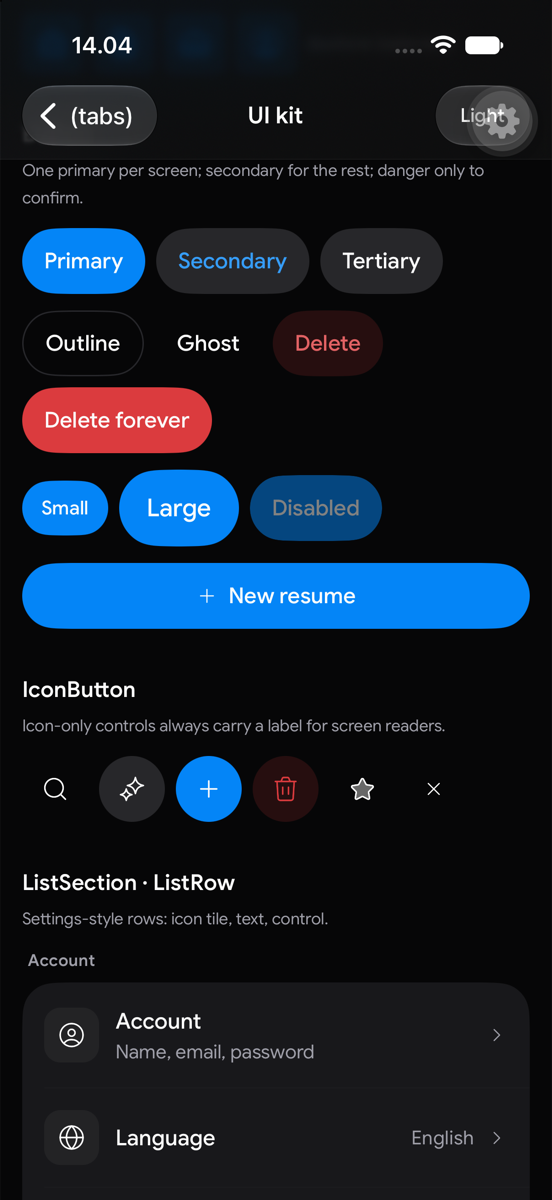 14.04
(tabs)
UI kit
Light
One primary per screen; secondary for the rest; danger only to
confirm.
Primary
Secondary
Tertiary
Outline
Ghost
Delete
Delete forever
Small
Large
Disabled
New resume
IconButton
Icon-only controls always carry a label for screen readers.
ListSection · ListRow
Settings-style rows: icon tile, text, control.
Account
Account
Name, email, password
Language
English